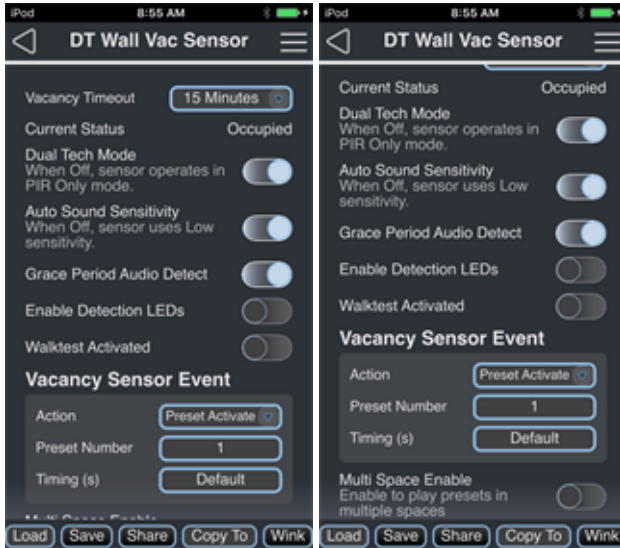 iPod 8:55 AM
DT Wall Vac Sensor
Vacancy Timeout 15 Minutes
Current Status Occupied
Dual Tech Mode
When Off, sensor operates in
PIR Only mode.
Auto Sound Sensitivity
When Off, sensor uses Low
sensitivity.
Grace Period Audio Detect
Enable Detection LEDs
Walktest Activated
Vacancy Sensor Event
Action Preset Activate
Preset Number 1
Timing (s) Default
Multi Space Enable
Load Save Share Copy To Wink
iPod 8:55 AM
DT Wall Vac Sensor
Current Status Occupied
Dual Tech Mode
When Off, sensor operates in
PIR Only mode.
Auto Sound Sensitivity
When Off, sensor uses Low
sensitivity.
Grace Period Audio Detect
Enable Detection LEDs
Walktest Activated
Vacancy Sensor Event
Action Preset Activate
Preset Number 1
Timing (s) Default
Multi Space Enable
Enable to play presets in
multiple spaces
Load Save Share Copy To Wink